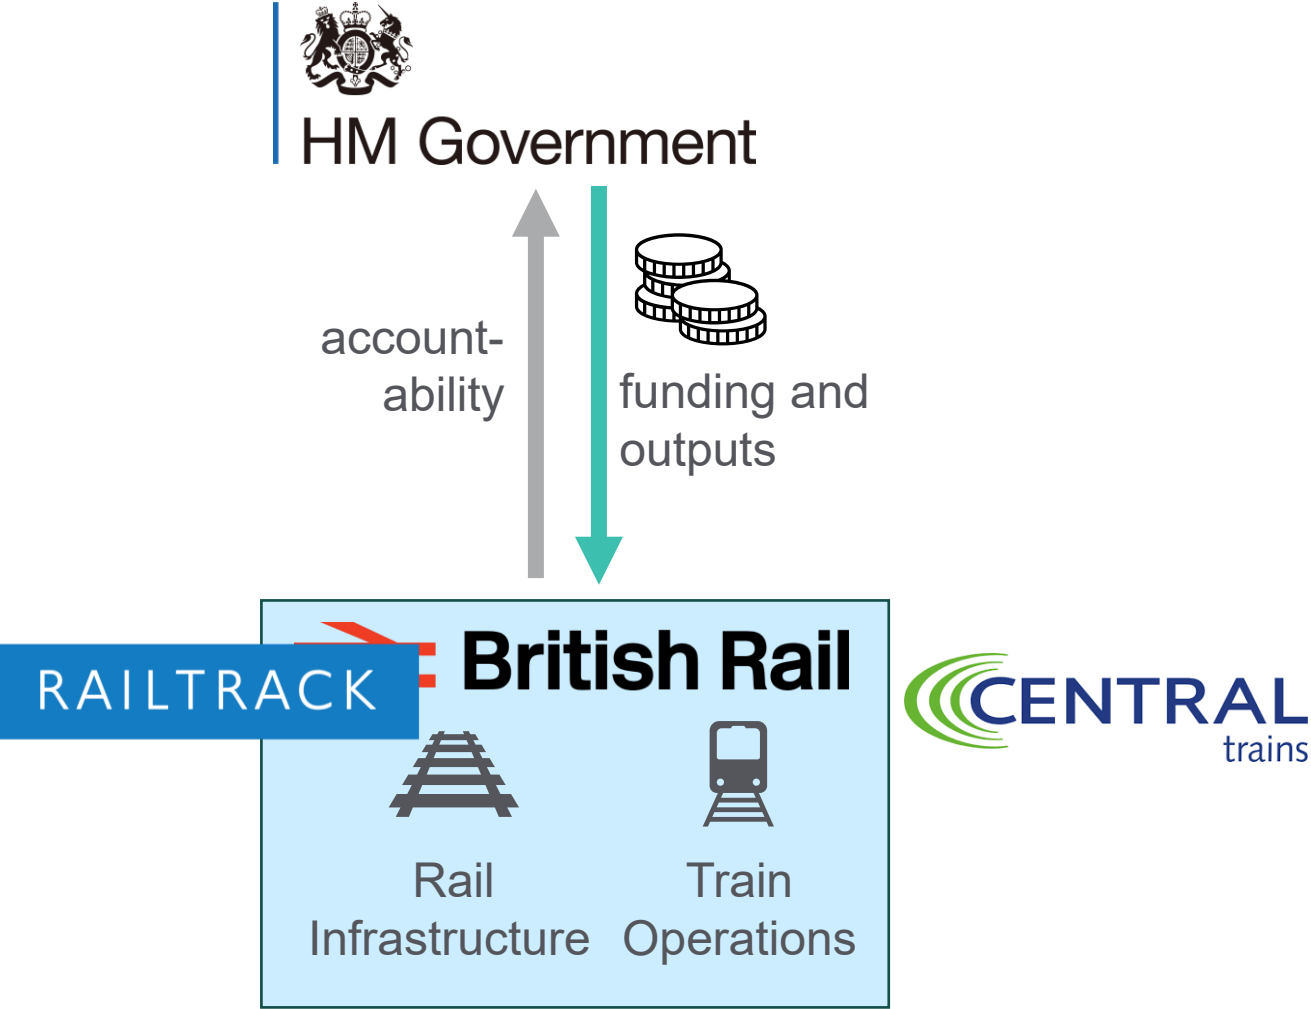 HM Government
account-
ability
funding and
outputs
British Rail
RAILTRACK
CENTRAL
trains
Rail
Infrastructure
Train
Operations